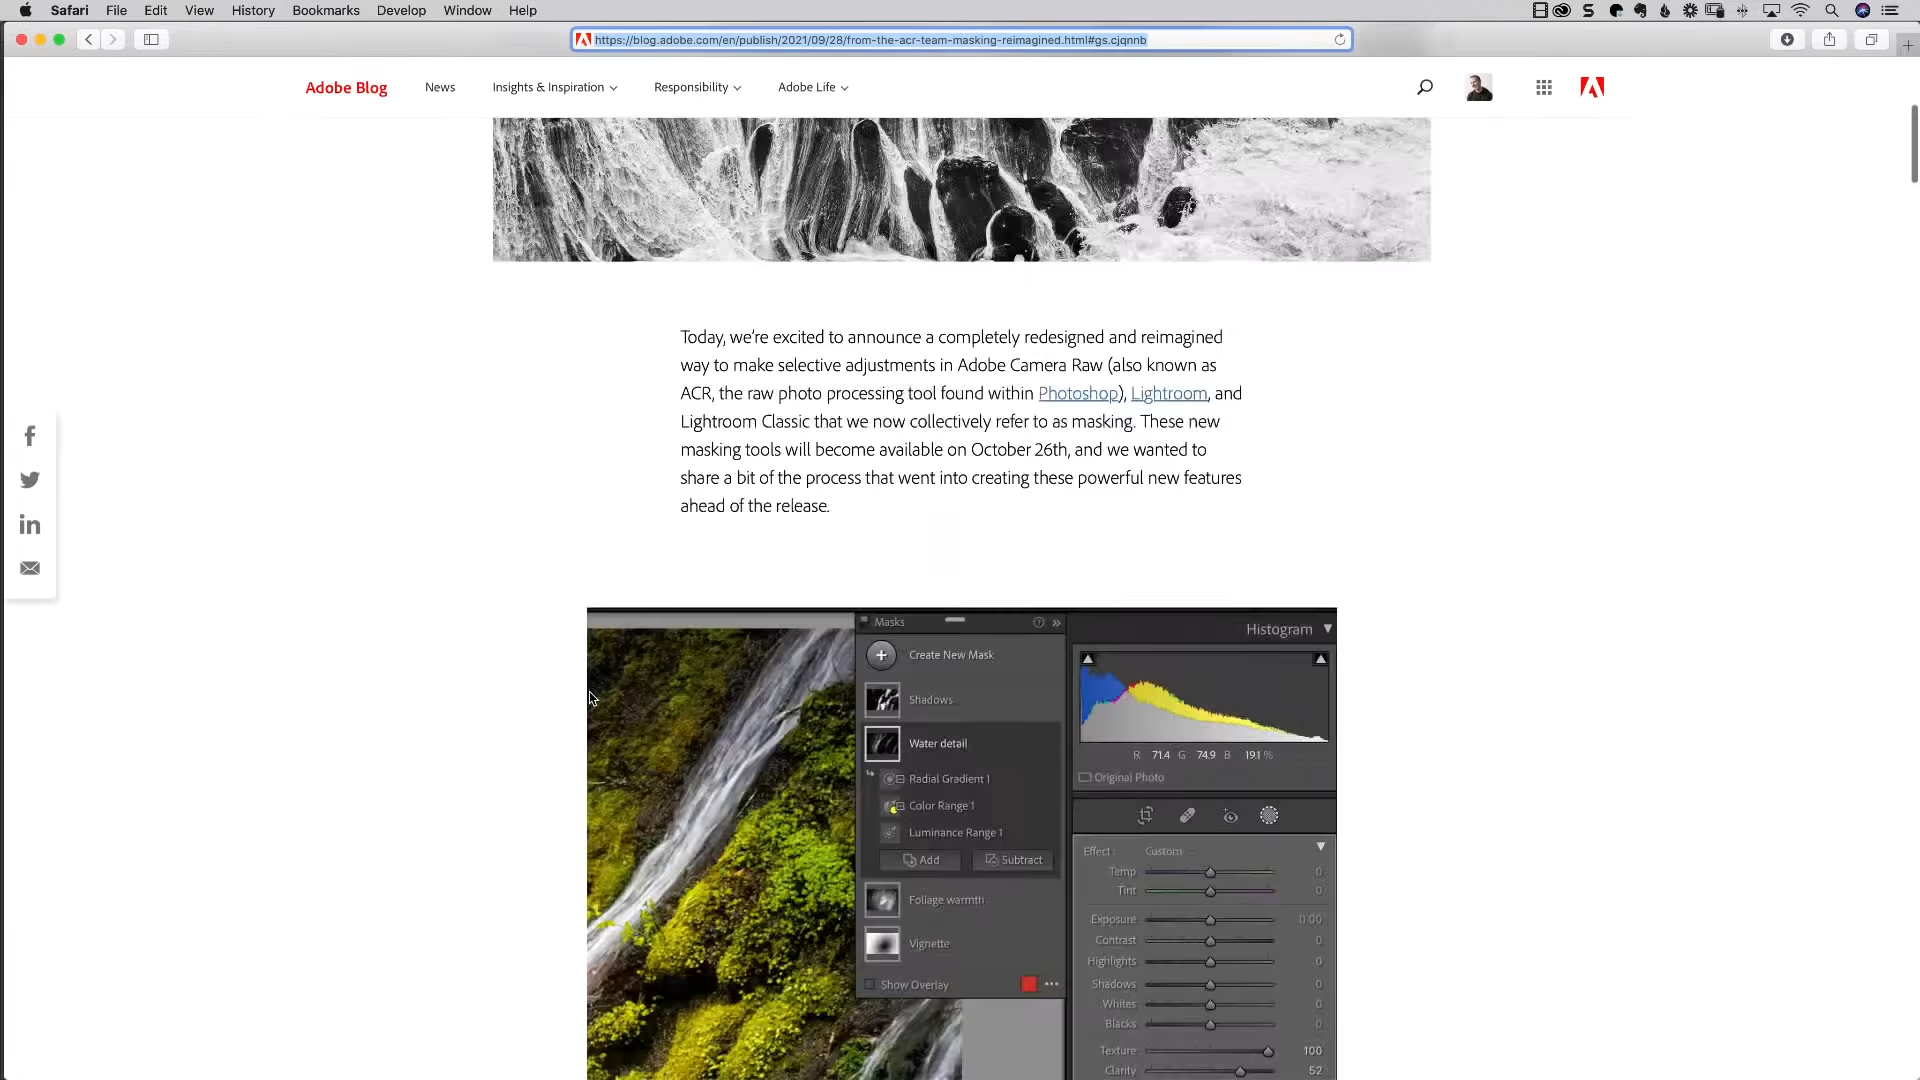 Safari File Edit View History Bookmarks Develop Window Help
https://blog.adobe.com/en/publish/2021/09/28/from-the-acr-team-masking-reimagined.html#gs.cjqnnb
Adobe Blog News Insights & Inspiration Responsibility Adobe Life
Today, we're excited to announce a completely redesigned and reimagined
way to make selective adjustments in Adobe Camera Raw (also known as
ACR, the raw photo processing tool found within Photoshop), Lightroom, and
Lightroom Classic that we now collectively refer to as masking. These new
masking tools will become available on October 26th, and we wanted to
share a bit of the process that went into creating these powerful new features
ahead of the release.
Masks
Create New Mask
Shadows
Water detail
Radial Gradient 1
Color Range 1
Luminance Range 1
Add Subtract
Foliage warmth
Vignette
Show Overlay
Histogram
R 71.4 G 74.9 B 19.1 %
Original Photo
Effect: Custom
Temp 0
Tint 0
Exposure 0.00
Contrast 0
Highlights 0
Shadows 0
Whites 0
Blacks 0
Texture 100
Clarity 52